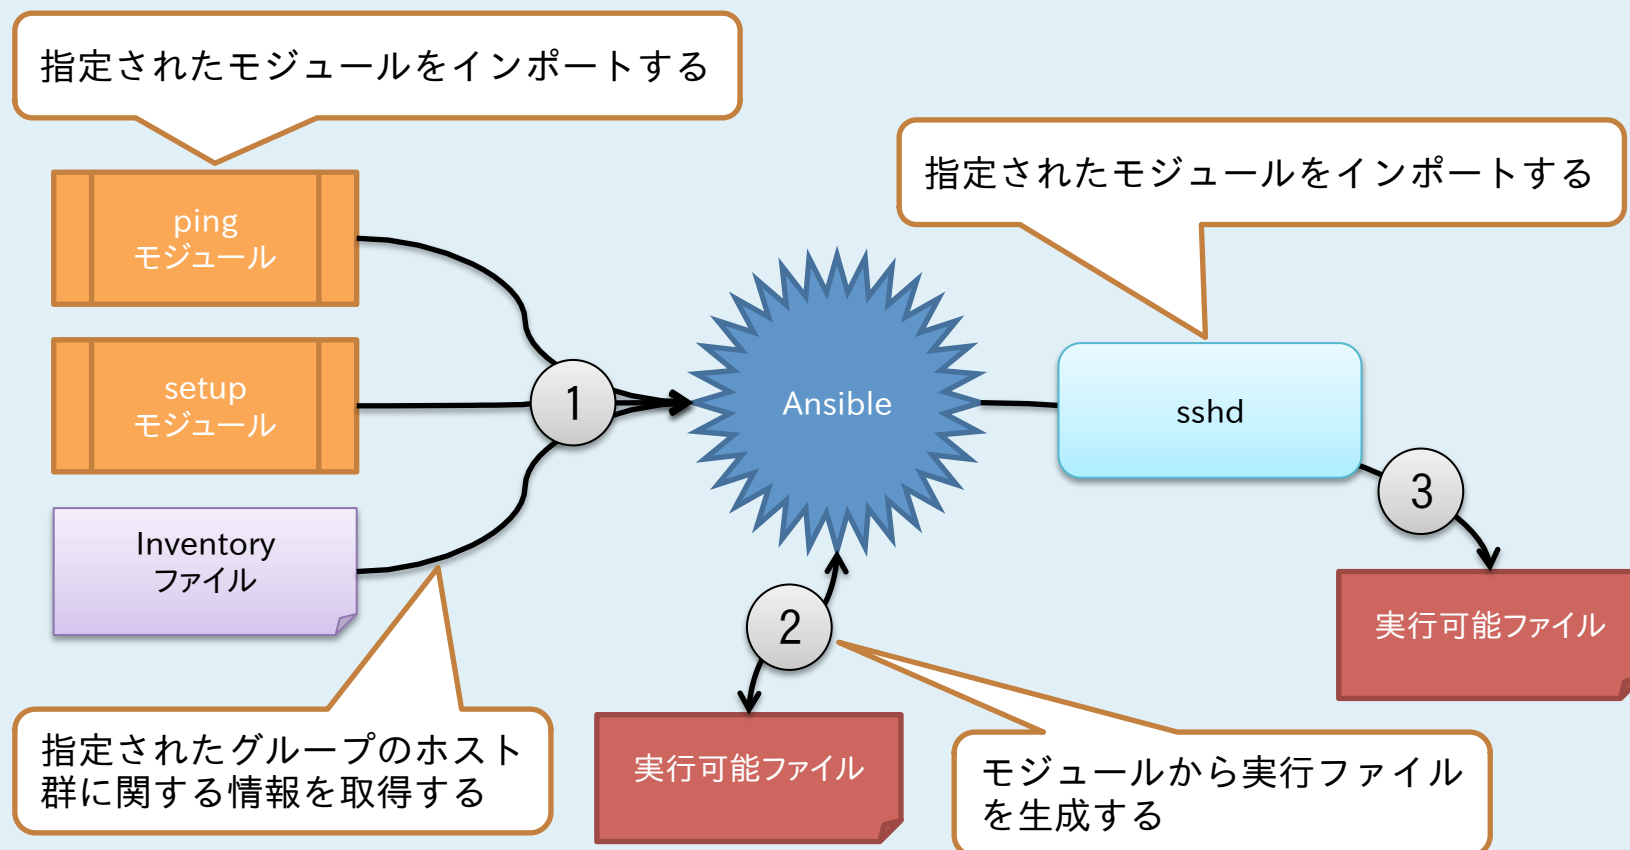 指定されたモジュールをインポートする
指定されたモジュールをインポートする
ping
モジュール
setup
モジュール
Inventory
ファイル
1
Ansible
sshd
3
2
実行可能ファイル
実行可能ファイル
指定されたグループのホスト
群に関する情報を取得する
モジュールから実行ファイル
を生成する